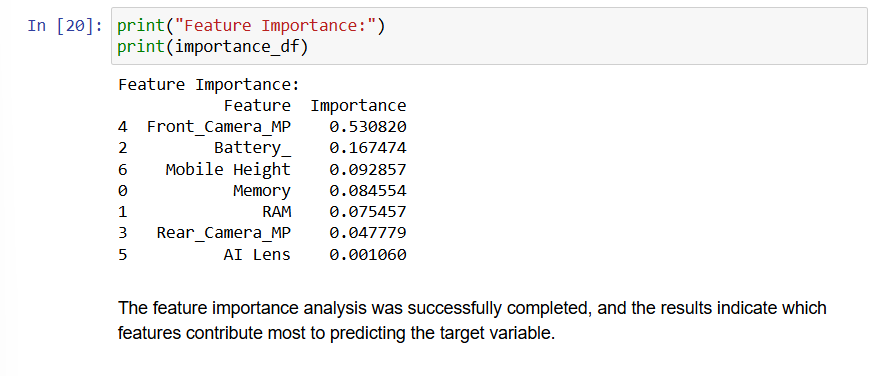 In [20]: print("Feature Importance:")
print(importance_df)
Feature Importance:
Feature Importance
4 Front_Camera_MP 0.530820
2 Battery_ 0.167474
6 Mobile Height 0.092857
0 Memory 0.084554
1 RAM 0.075457
3 Rear_Camera_MP 0.047779
5 AI Lens 0.001060
The feature importance analysis was successfully completed, and the results indicate which
features contribute most to predicting the target variable.